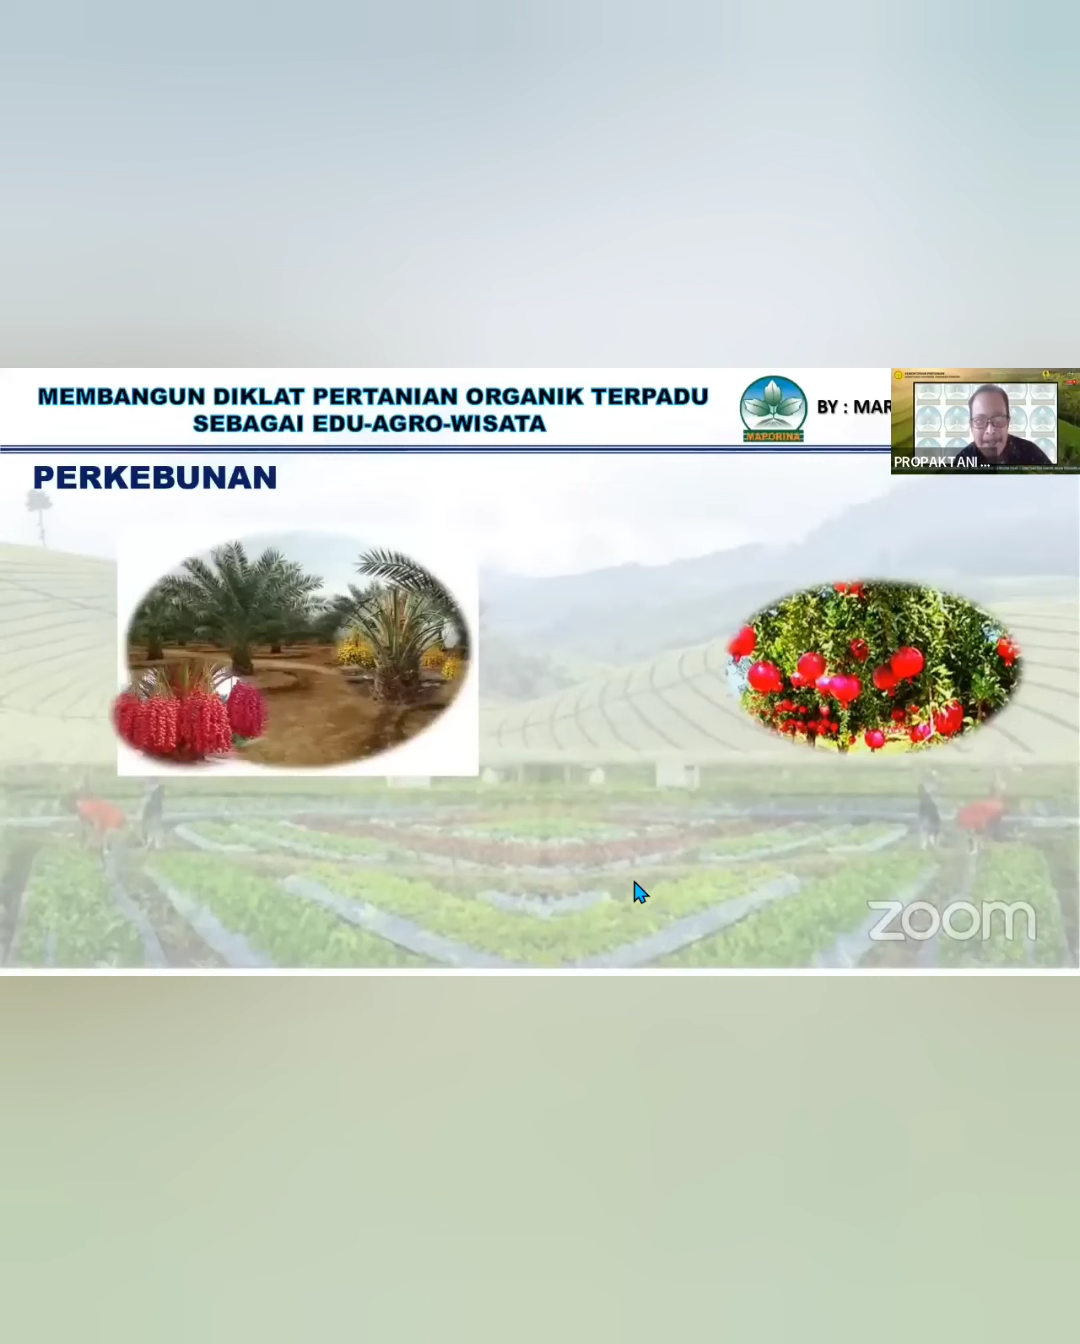 MEMBANGUN DIKLAT PERTANIAN ORGANIK TERPADU
SEBAGAI EDU-AGRO-WISATA
MAPORINA
BY : MAR
PROPAKTANI ...
PERKEBUNAN
zoom